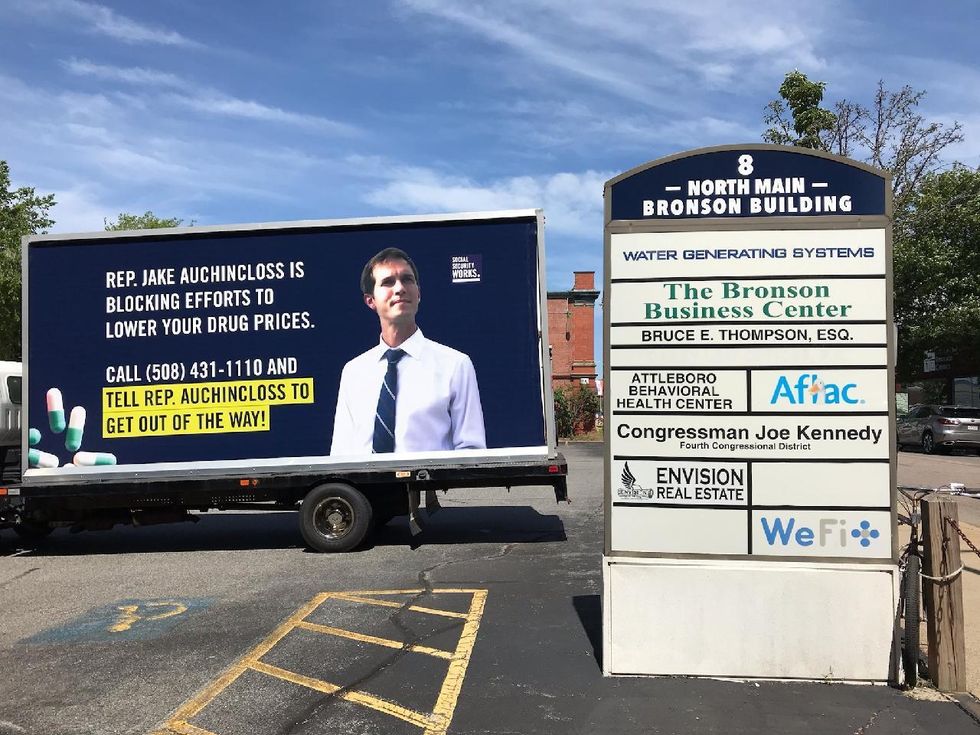 REP. JAKE AUCHINCLOSS IS
BLOCKING EFFORTS TO
LOWER YOUR DRUG PRICES.
CALL (508) 431-1110 AND
TELL REP. AUCHINCLOSS TO
GET OUT OF THE WAY!
SOCIAL
SECURITY
WORKS.
8
— NORTH MAIN —
BRONSON BUILDING
WATER GENERATING SYSTEMS
The Bronson
Business Center
BRUCE E. THOMPSON, ESQ.
ATTLEBORO
BEHAVIORAL
HEALTH CENTER
Aflac.
Congressman Joe Kennedy
Fourth Congressional District
ENVISION
REAL ESTATE
WeFi